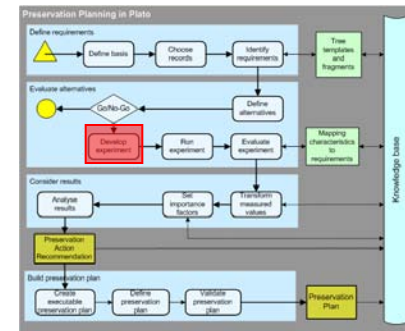 Preservation Planning in Plato
Define requirements
Define basis
Choose
records
Identify
requirements
Tree
templates
and
fragments
Evaluate alternatives
Go/No-Go
Define
alternatives
Develop
experiment
Run
experiment
Evaluate
experiment
Mapping
characteristics
to
requirements
Knowledge base
Consider results
Analyse
results
Set
importance
factors
Transform
measured
values
Preservation
Action
Recommendation
Build preservation plan
Create
executable
preservation plan
Define
preservation
plan
Validate
preservation
plan
Preservation
Plan